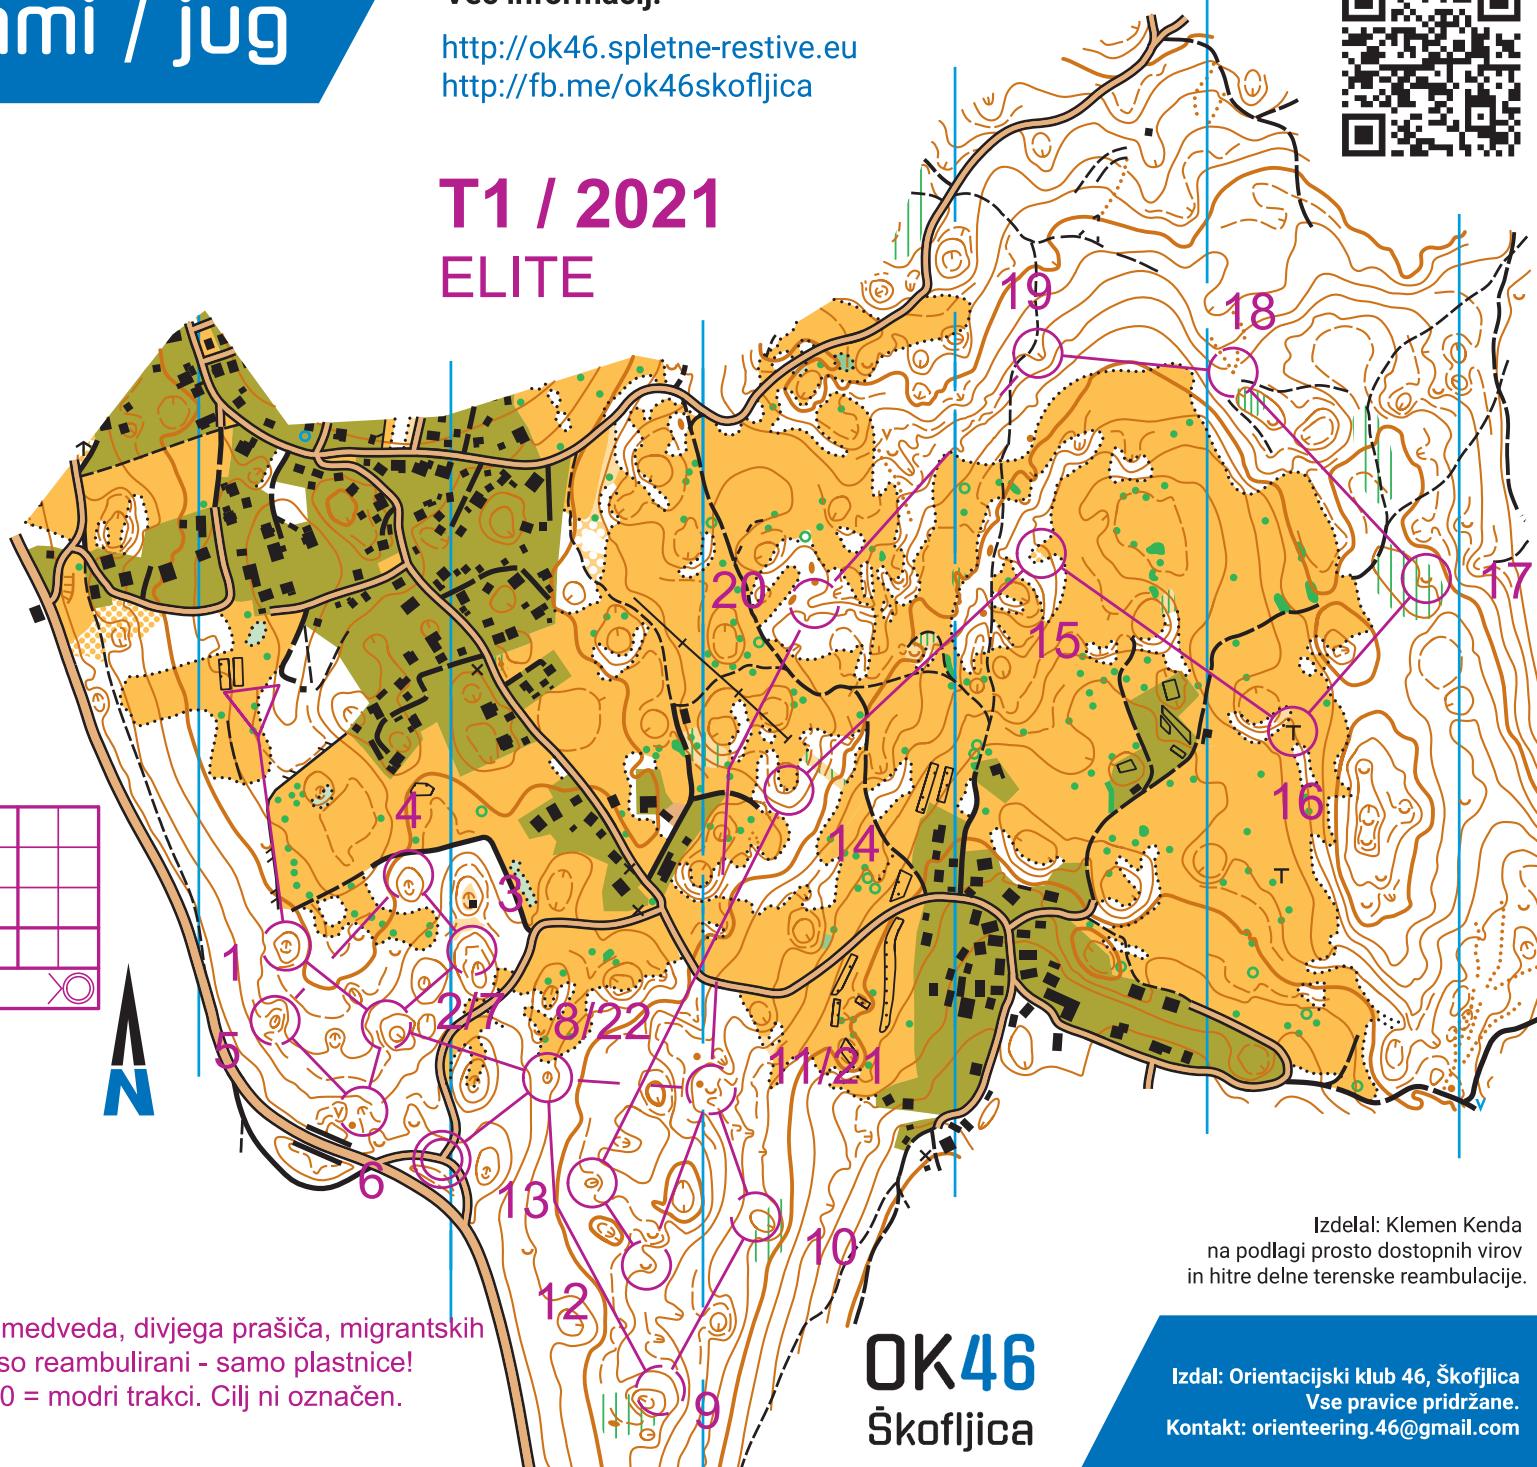 ami / jug
Več informacij:
http://ok46.spletne-restive.eu
http://fb.me/ok46skofljica
T1 / 2021
ELITE
19
18
17
20
15
16
4
14
3
1
2/7
8/22
5
11/21
6
13
10
12
9
N
Izdelal: Klemen Kenda
na podlagi prosto dostopnih virov
in hitre delne terenske reambulacije.
medveda, divjega prašiča, migrantskih
so reambulirani - samo plastnice!
0 = modri trakci. Cilj ni označen.
OK46
Škofljica
Izdal: Orientacijski klub 46, Škofljica
Vse pravice pridržane.
Kontakt: orienteering.46@gmail.com